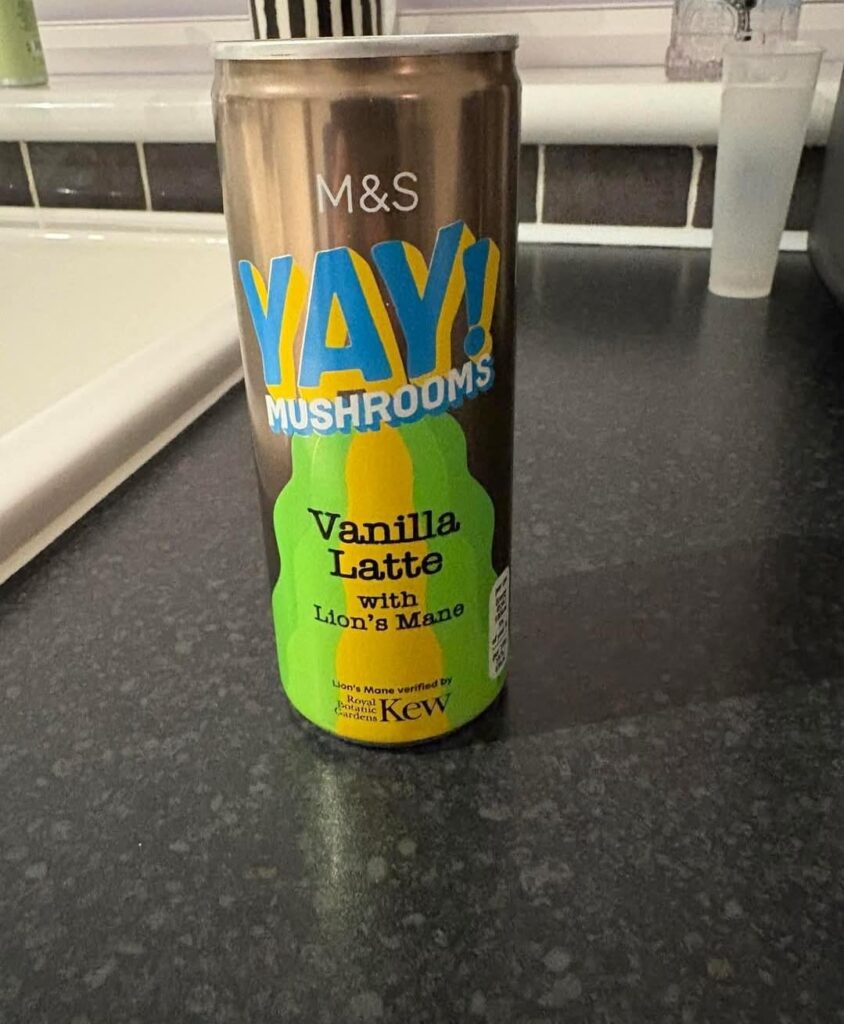 M&S
YAY!
MUSHROOMS
Vanilla
Latte
with
Lion's Mane
Lion's Mane verified by
Royal
Botanic
Gardens
Kew